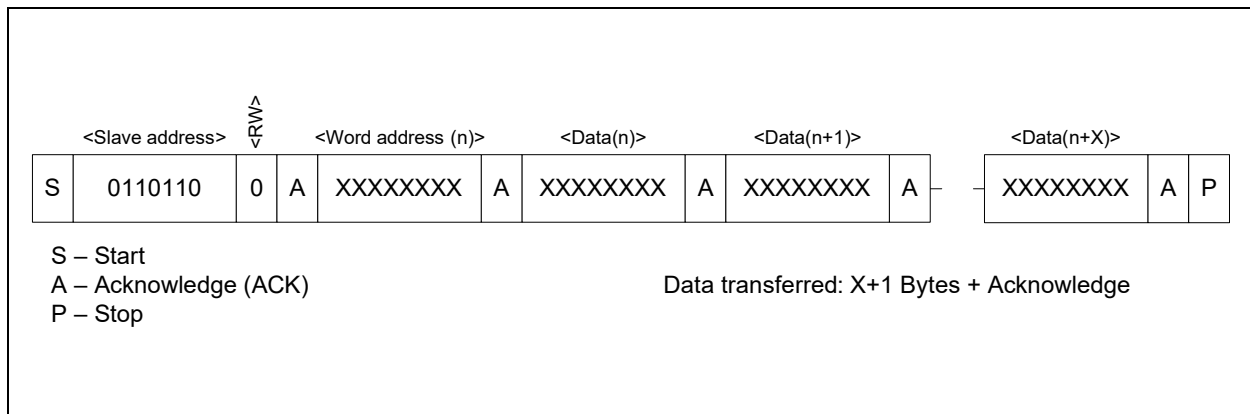 <Slave address> <RW> <Word address (n)> <Data(n)> <Data(n+1)> <Data(n+X)>
S 0110110 0 A XXXXXXXX A XXXXXXXX A XXXXXXXX A XXXXXXXX A P
S – Start
A – Acknowledge (ACK) Data transferred: X+1 Bytes + Acknowledge
P – Stop